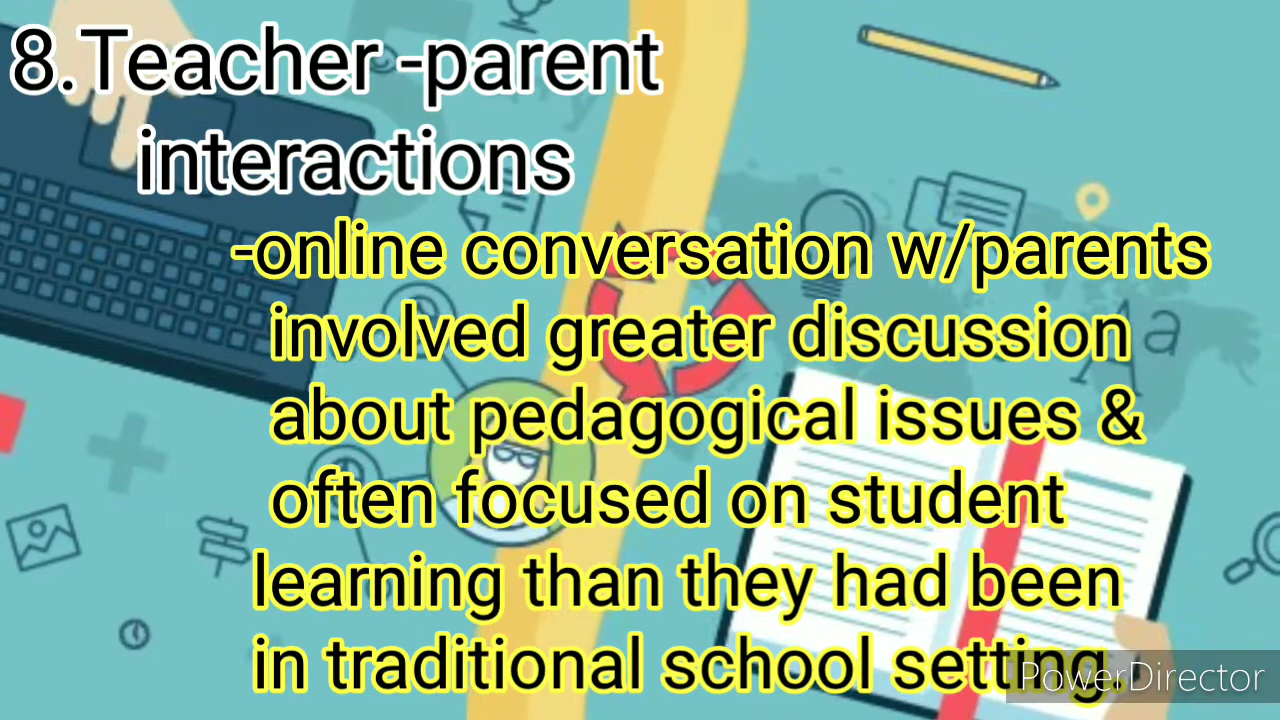 8.Teacher -parent
interactions
-online conversation w/parents
involved greater discussion
about pedagogical issues &
often focused on student
learning than they had been
in traditional school setting.
PowerDirector
Aa